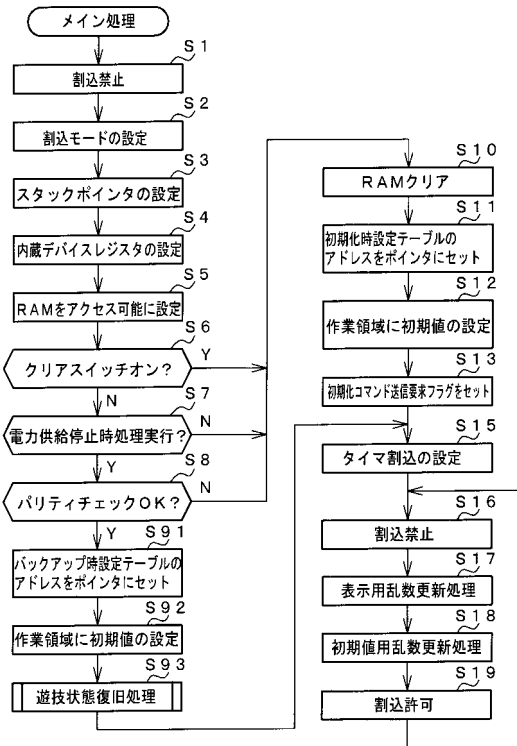 メイン処理
S1
割込禁止
S2
割込モードの設定
S3
スタックポインタの設定
S4
内蔵デバイスレジスタの設定
S5
RAMをアクセス可能に設定
S6
クリアスイッチオン?
Y
N
S7
電力供給停止時処理実行?
N
Y
S8
パリティチェックOK?
N
Y
S91
バックアップ時設定テーブルの
アドレスをポインタにセット
S92
作業領域に初期値の設定
S93
遊技状態復旧処理
S10
RAMクリア
S11
初期化時設定テーブルの
アドレスをポインタにセット
S12
作業領域に初期値の設定
S13
初期化コマンド送信要求フラグをセット
S15
タイマ割込の設定
S16
割込禁止
S17
表示用乱数更新処理
S18
初期値用乱数更新処理
S19
割込許可